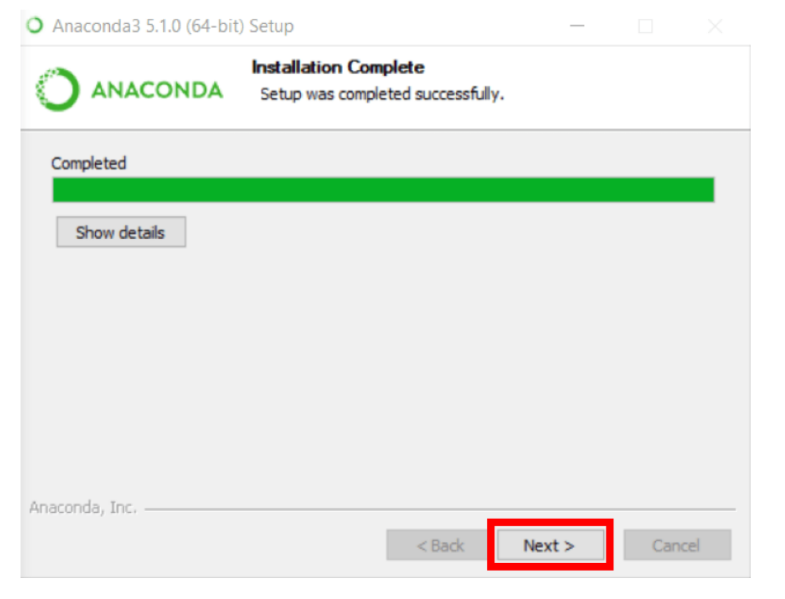 Anaconda3 5.1.0 (64-bit) Setup
Installation Complete
ANACONDA
Setup was completed successfully.
Completed
Show details
Anaconda, Inc.
< Back
Next >
Cancel